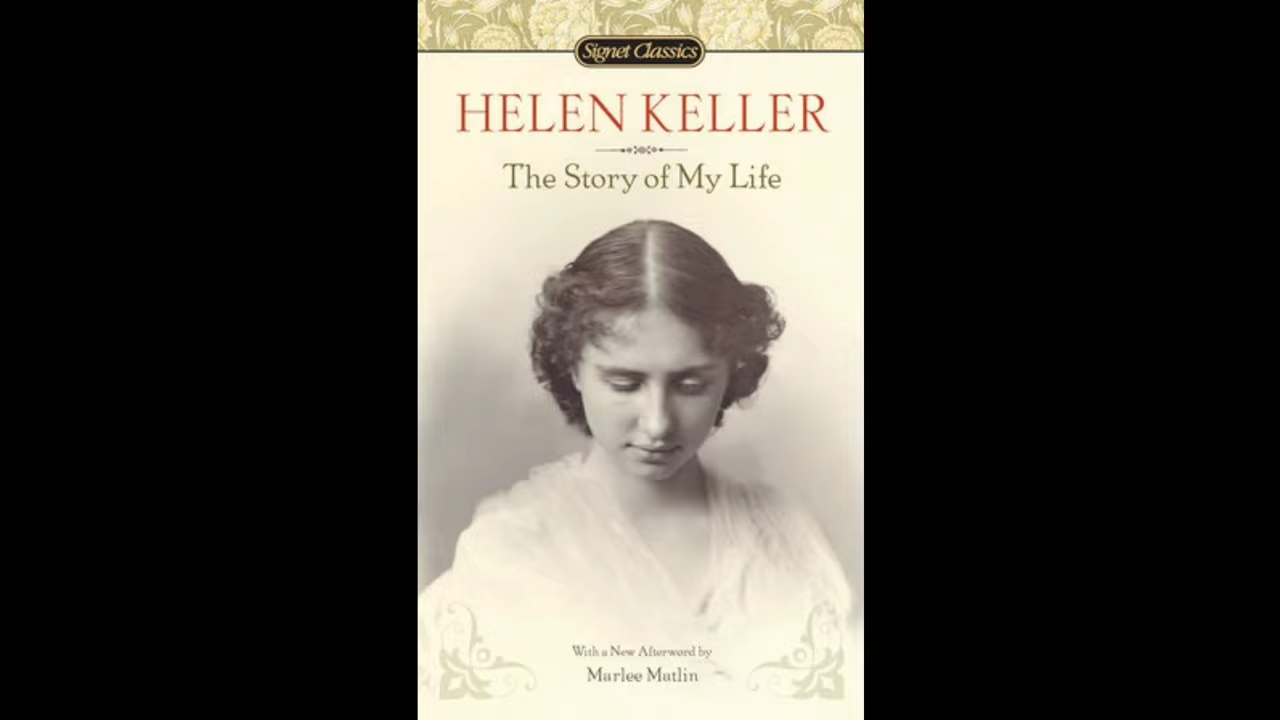 Signet Classics
HELEN KELLER
The Story of My Life
With a New Afterword by
Marlee Matlin